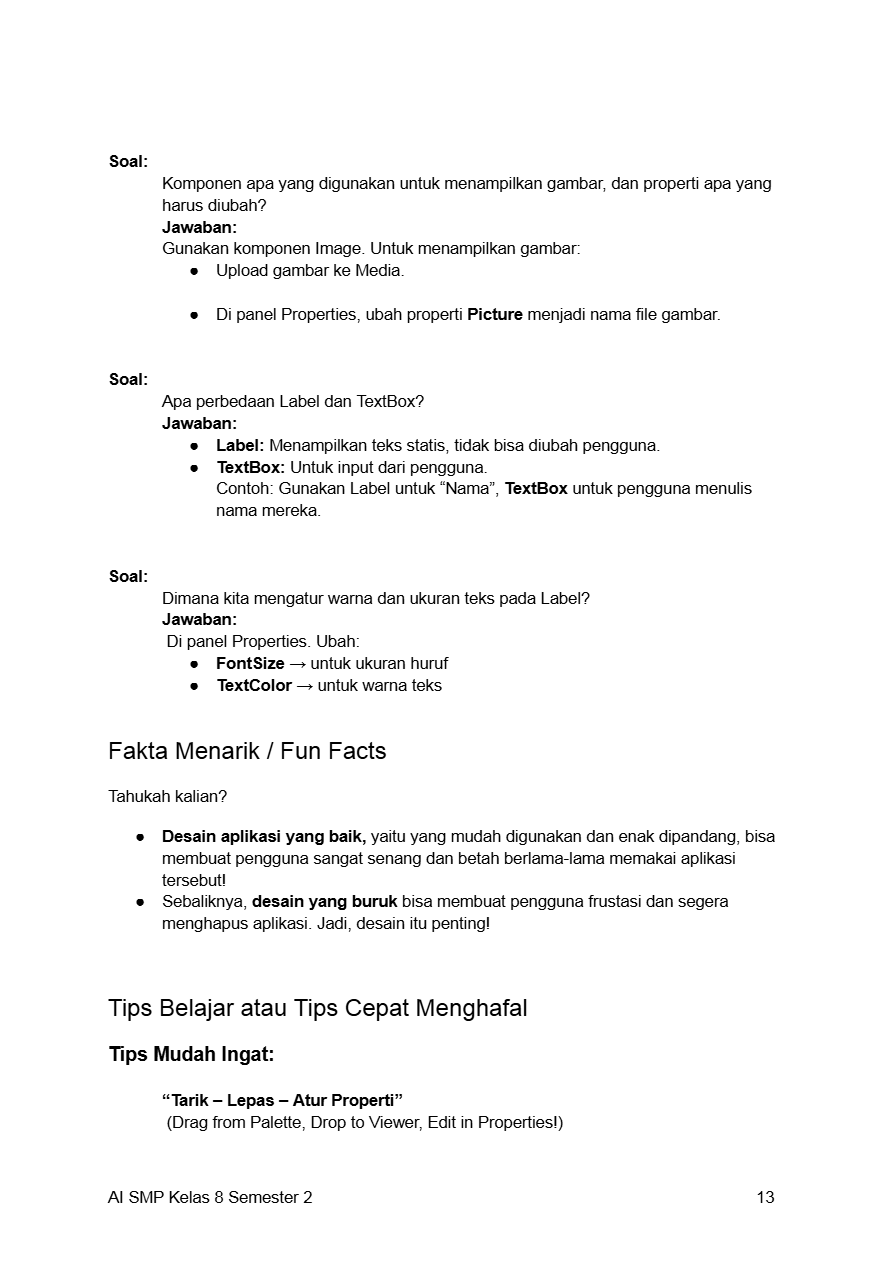 Soal:
Komponen apa yang digunakan untuk menampilkan gambar, dan properti apa yang
harus diubah?
Jawaban:
Gunakan komponen Image. Untuk menampilkan gambar:
● Upload gambar ke Media.
● Di panel Properties, ubah properti Picture menjadi nama file gambar.
Soal:
Apa perbedaan Label dan TextBox?
Jawaban:
● Label: Menampilkan teks statis, tidak bisa diubah pengguna.
● TextBox: Untuk input dari pengguna.
Contoh: Gunakan Label untuk “Nama”, TextBox untuk pengguna menulis
nama mereka.
Soal:
Dimana kita mengatur warna dan ukuran teks pada Label?
Jawaban:
Di panel Properties. Ubah:
● FontSize → untuk ukuran huruf
● TextColor → untuk warna teks
Fakta Menarik / Fun Facts
Tahukah kalian?
● Desain aplikasi yang baik, yaitu yang mudah digunakan dan enak dipandang, bisa
membuat pengguna sangat senang dan betah berlama-lama memakai aplikasi
tersebut!
● Sebaliknya, desain yang buruk bisa membuat pengguna frustasi dan segera
menghapus aplikasi. Jadi, desain itu penting!
Tips Belajar atau Tips Cepat Menghafal
Tips Mudah Ingat:
“Tarik – Lepas – Atur Properti”
(Drag from Palette, Drop to Viewer, Edit in Properties!)
AI SMP Kelas 8 Semester 2 13